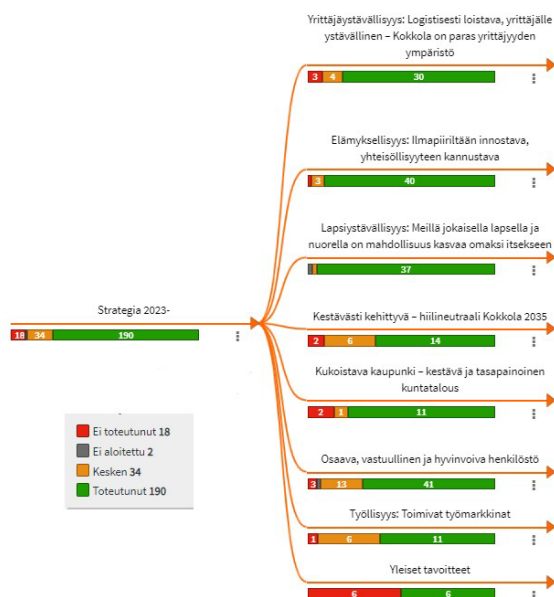 Yrittäjäystävällisyys: Logistisesti loistava, yrittäjälle
ystävällinen – Kokkola on paras yrittäjyyden
ympäristö
3 4 30
Elämyksellisyys: Ilmapiiriltään innostava,
yhteisöllisyyteen kannustava
3 40
Lapsiystävällisyys: Meillä jokaisella lapsella ja
nuorella on mahdollisuus kasvaa omaksi itsekseen
37
Strategia 2023-
18 34 190
Kestävästi kehittyvä – hiilineutraali Kokkola 2035
2 6 14
Kukoistava kaupunki – kestävä ja tasapainoinen
kuntatalous
2 1 11
Ei toteutunut 18
Ei aloitettu 2
Kesken 34
Toteutunut 190
Osaava, vastuullinen ja hyvinvoiva henkilöstö
3 13 41
Työllisyys: Toimivat työmarkkinat
1 6 11
Yleiset tavoitteet
6 6